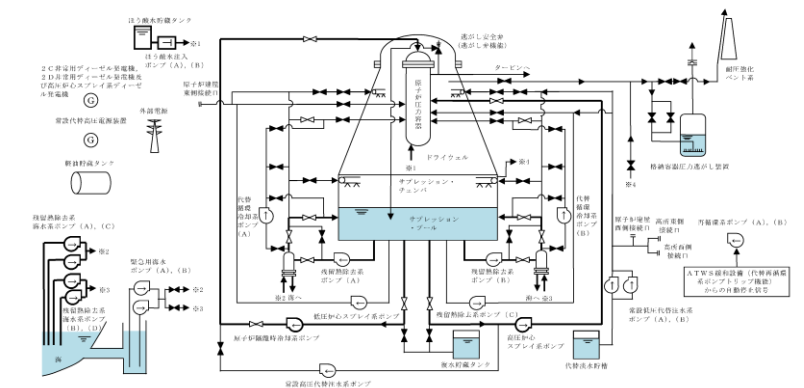 ほう酸水貯蔵タンク
※1
ほう酸水注入
ポンプ(A),(B)
2C非常用ディーゼル発電機,
2D非常用ディーゼル発電機及
び高圧炉心スプレイ系ディーゼ
ル発電機
G
外部電源
常設代替高圧電源装置
G
軽油貯蔵タンク
残留熱除去系
海水系ポンプ(A),(C)
※2
※3
残留熱除去系
海水系ポンプ
(B),(D)
海
緊急用海水
ポンプ(A),(B)
※2
※3
原子炉建屋
東側接続口
逃がし安全弁
(逃がし弁機能)
タービンへ
原子炉圧力容器
※1
ドライウェル
サプレッション・
チェンバ
※4
サプレッション
・プール
代替
循環
冷却系
ポンプ
(A)
代替
循環
冷却系
ポンプ
(B)
残留熱除去系
ポンプ(A)
残留熱除去系
ポンプ(B)
※2
海へ
海へ
※3
低圧炉心スプレイ系ポンプ
残留熱除去系ポンプ(C)
原子炉隔離時冷却系ポンプ
高圧炉心
スプレイ系ポンプ
常設高圧代替注水系ポンプ
復水貯蔵タンク
代替淡水貯槽
常設低圧代替注水系
ポンプ(A),(B)
原子炉建屋
西側接続口
高所東側
接続口
高所西側
接続口
耐圧強化
ベント系
格納容器圧力逃がし装置
※4
再循環系ポンプ(A),(B)
ATWS緩和設備(代替再循環
系ポンプトリップ機能)
からの自動停止信号